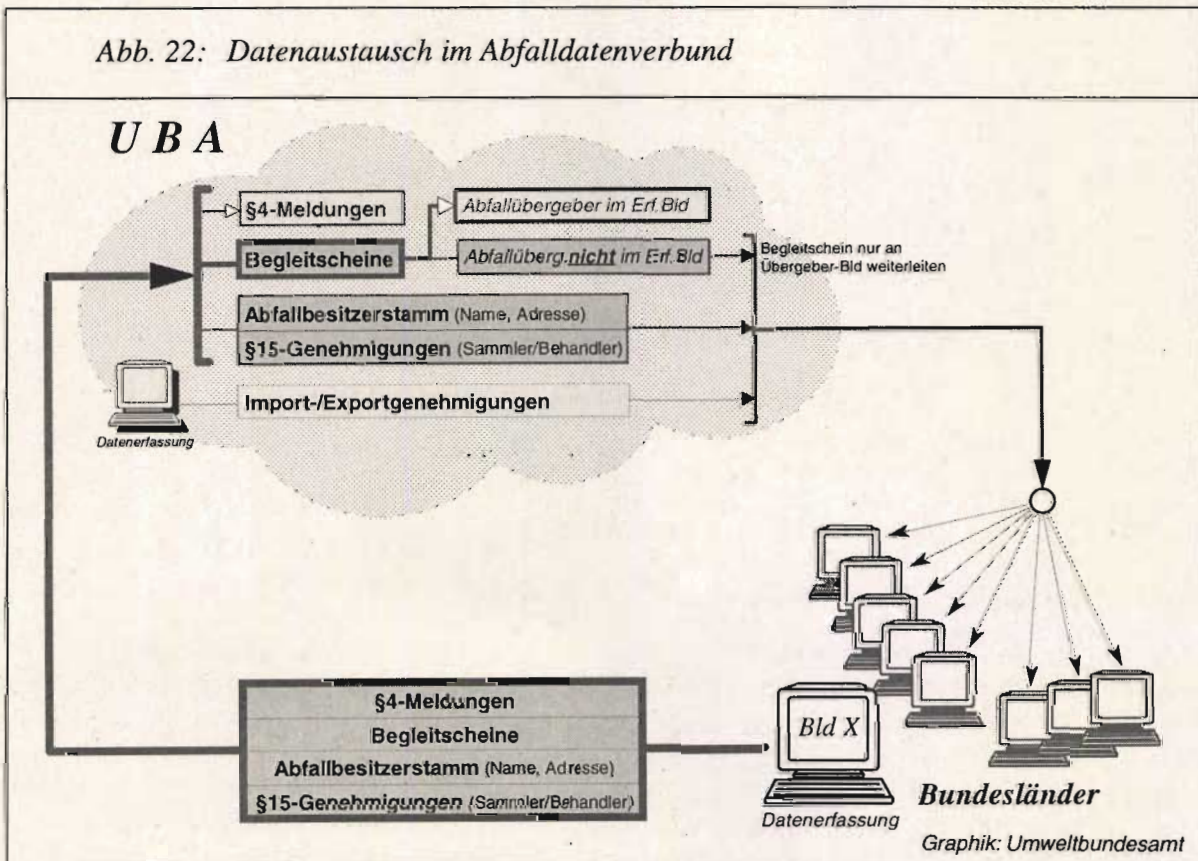 Abb. 22: Datenaustausch im Abfalldatenverbund
UBA
§4-Meldungen
Abfallübergeber im Erf.Bld
Begleitscheine
Abfallüberg.nicht im Erf.Bld
Begleitschein nur an
Übergeber-Bld weiterleiten
Abfallbesitzerstamm (Name, Adresse)
§15-Genehmigungen (Sammler/Behandler)
Import-/Exportgenehmigungen
Datenerfassung
§4-Meldungen
Begleitscheine
Abfallbesitzerstamm (Name, Adresse)
§15-Genehmigungen (Sammler/Behandler)
Bld X
Datenerfassung
Bundesländer
Graphik: Umweltbundesamt